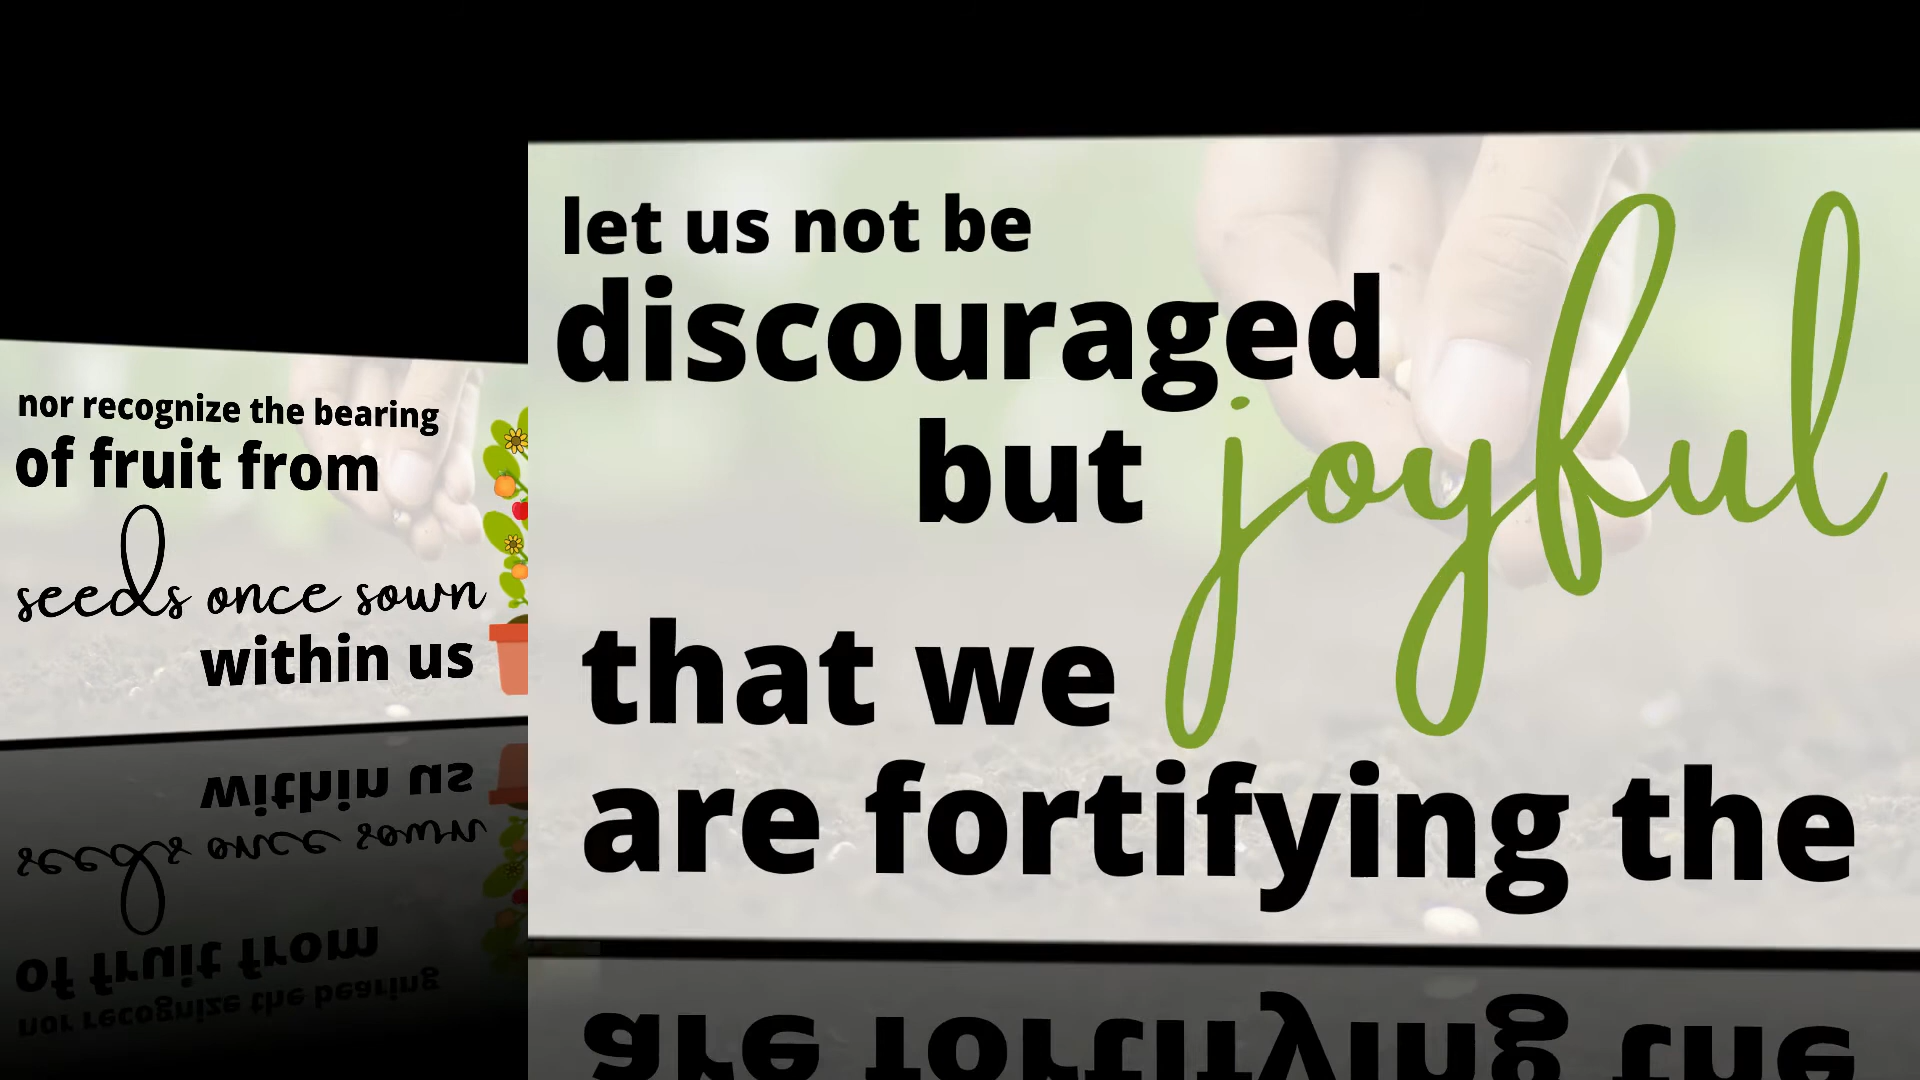 nor recognize the bearing
of fruit from
seeds once sown
within us
let us not be
discouraged
but joyful
that we
are fortifying the